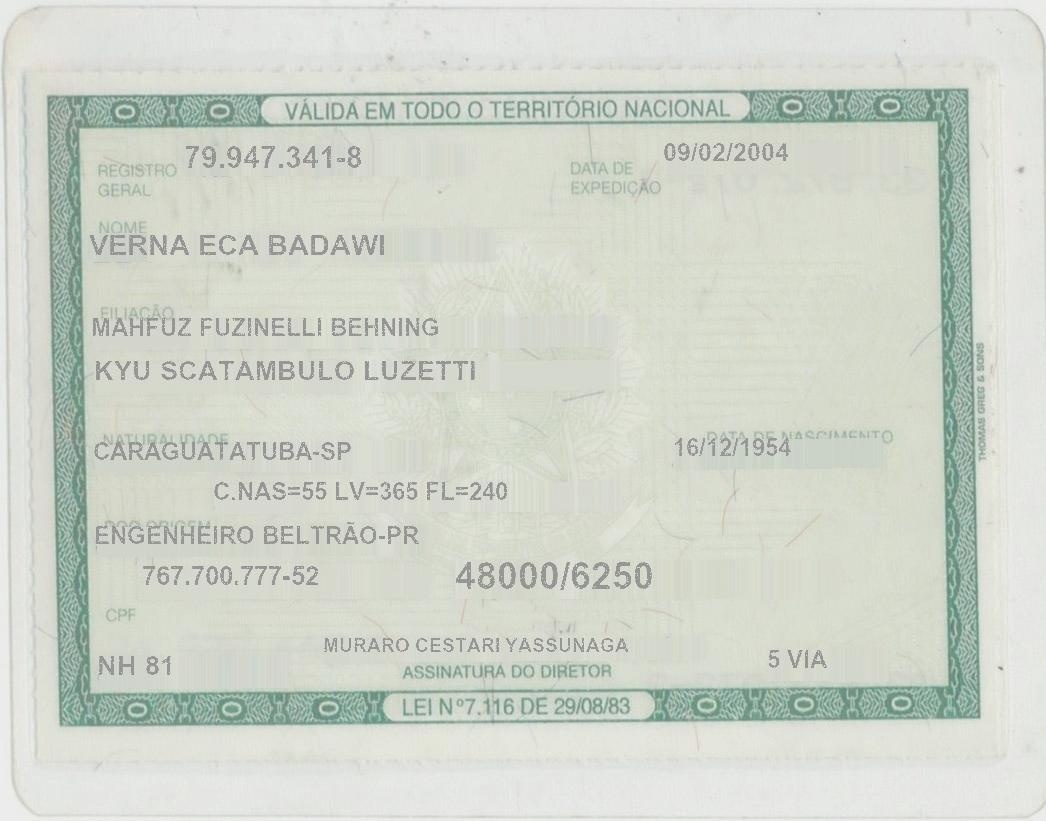 VÁLIDA EM TODO O TERRITÓRIO NACIONAL
REGISTRO GERAL 79.947.341-8
DATA DE EXPEDIÇÃO 09/02/2004
NOME
VERNA ECA BADAWI
FILIAÇÃO
MAHFUZ FUZINELLI BEHNING
KYU SCATAMBULO LUZETTI
THOMAS GREG & SONS
NATURALIDADE
CARAGUATATUBA-SP
DATA DE NASCIMENTO
16/12/1954
C.NAS=55 LV=365 FL=240
DOC ORIGEM
ENGENHEIRO BELTRÃO-PR
767.700.777-52
48000/6250
CPF
MURARO CESTARI YASSUNAGA
NH 81
5 VIA
ASSINATURA DO DIRETOR
LEI Nº7.116 DE 29/08/83